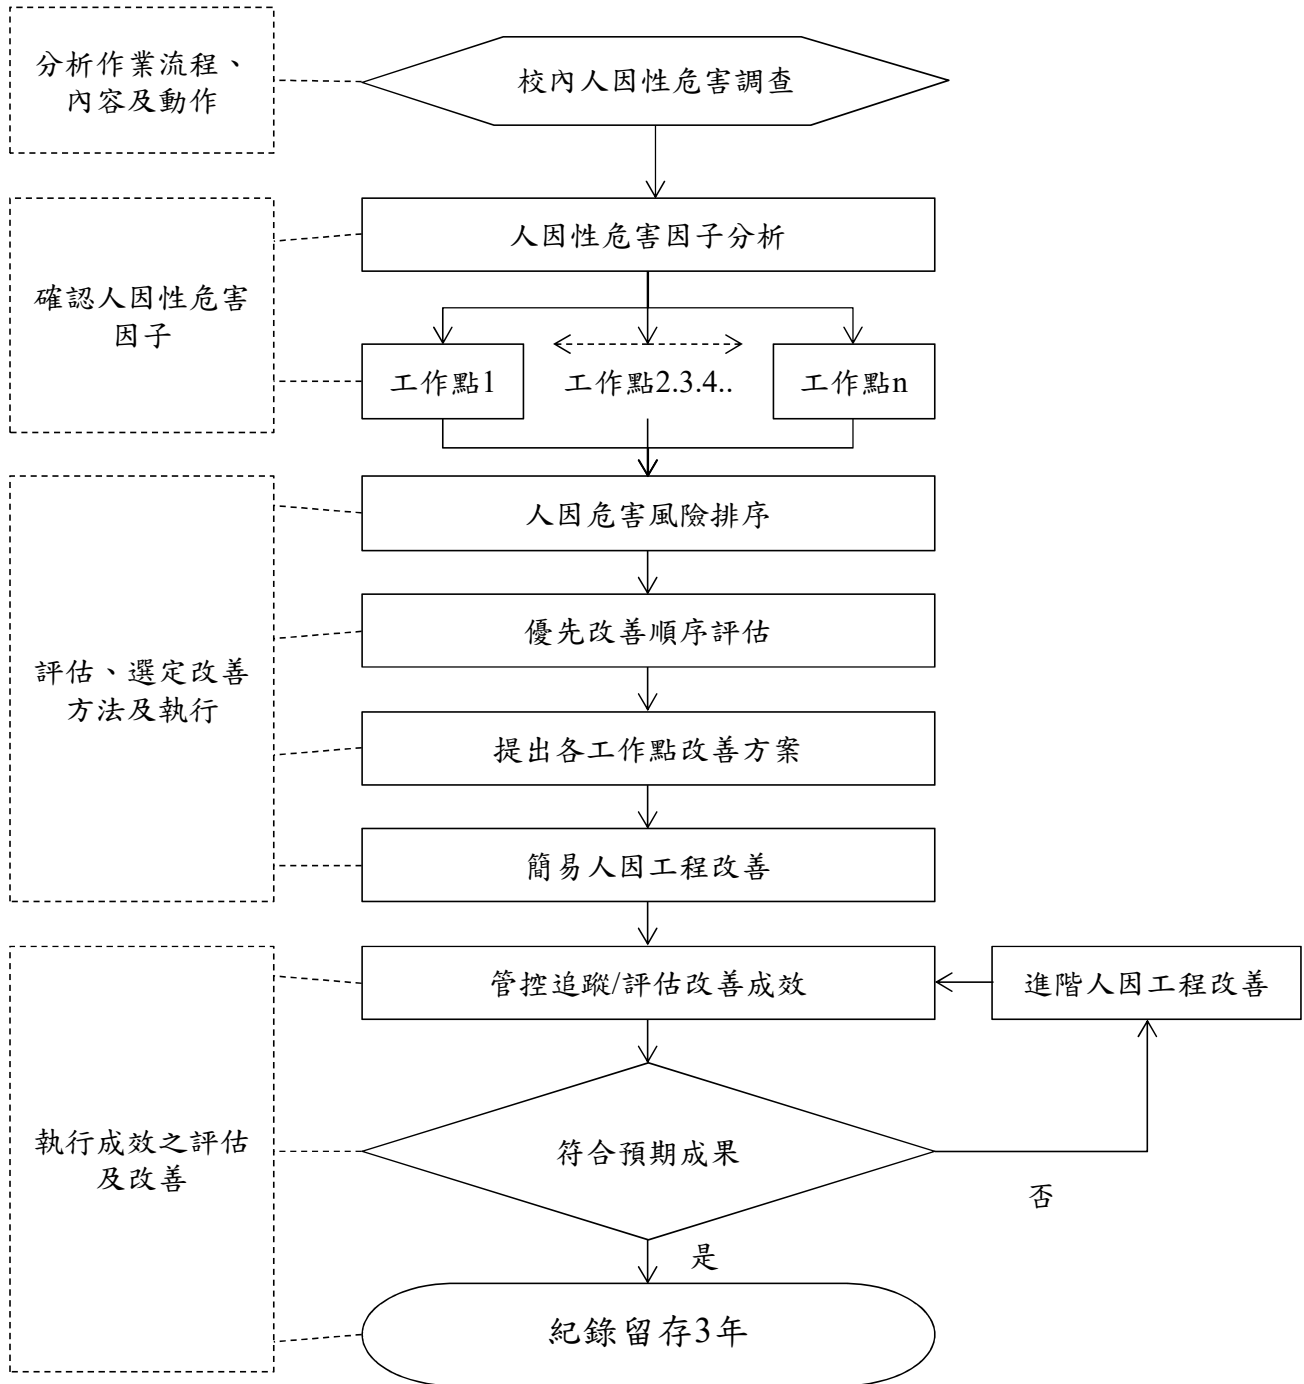 分析作業流程、
內容及動作
校內人因性危害調查
人因性危害因子分析
確認人因性危害
因子
工作點1
工作點2.3.4..
工作點n
人因危害風險排序
優先改善順序評估
評估、選定改善
方法及執行
提出各工作點改善方案
簡易人因工程改善
管控追蹤/評估改善成效
進階人因工程改善
執行成效之評估
及改善
符合預期成果
否
是
紀錄留存3年